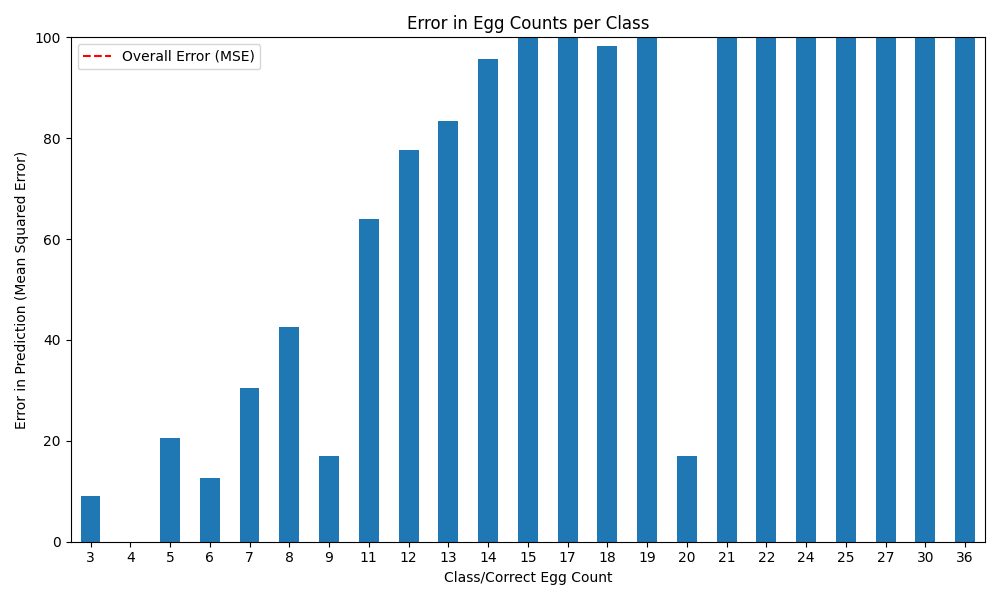 Error in Egg Counts per Class
Overall Error (MSE)
Error in Prediction (Mean Squared Error)
100
80
60
40
20
0
3 4 5 6 7 8 9 11 12 13 14 15 17 18 19 20 21 22 24 25 27 30 36
Class/Correct Egg Count